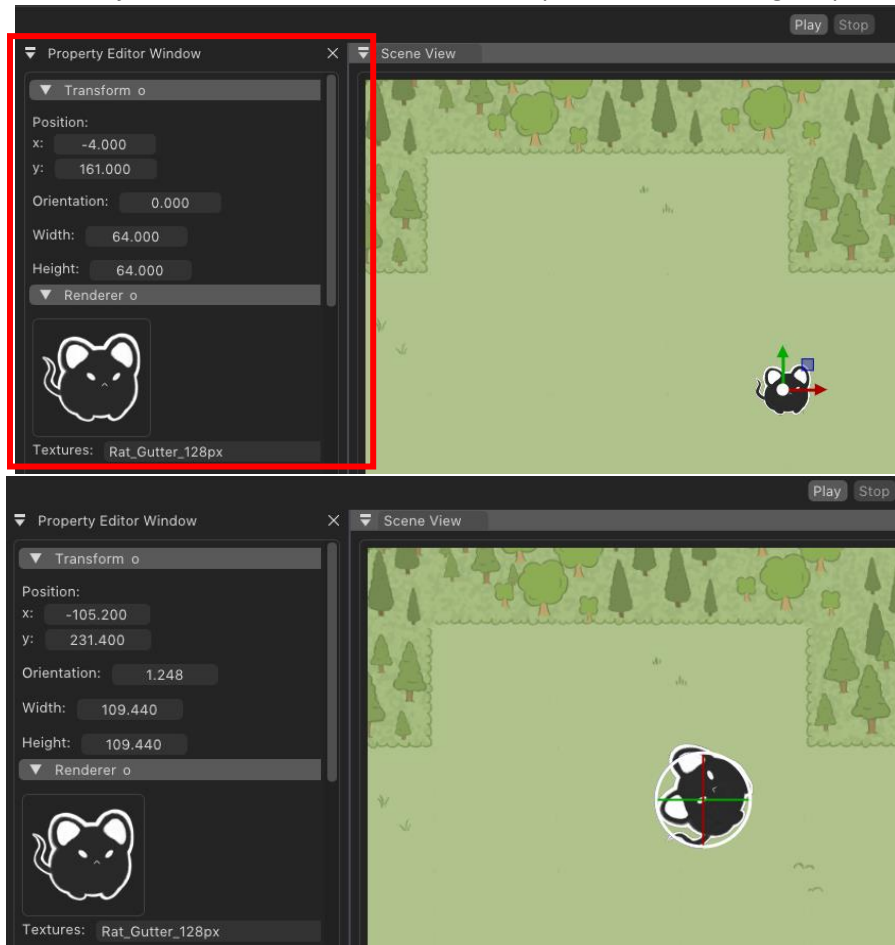 Play Stop
Property Editor Window
Scene View
Transform o
Position:
x: -4.000
y: 161.000
Orientation: 0.000
Width: 64.000
Height: 64.000
Renderer o
Textures: Rat_Gutter_128px
Play Stop
Property Editor Window
Scene View
Transform o
Position:
x: -105.200
y: 231.400
Orientation: 1.248
Width: 109.440
Height: 109.440
Renderer o
Textures: Rat_Gutter_128px